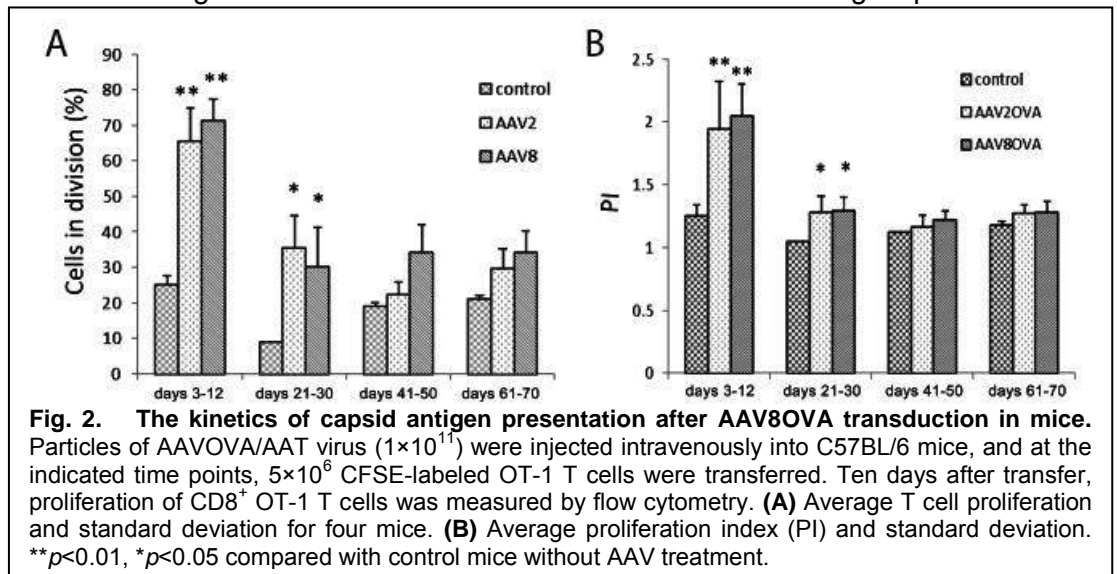 A
B
90
80
70
60
50
40
30
20
10
0
Cells in division (%)
**
**
*
*
control
AAV2
AAV8
days 3-12
days 21-30
days 41-50
days 61-70
2.5
2
1.5
1
0.5
0
PI
**
**
*
*
control
AAV2OVA
AAV8OVA
days 3-12
days 21-30
days 41-50
days 61-70
Fig. 2. The kinetics of capsid antigen presentation after AAV8OVA transduction in mice.
Particles of AAVOVA/AAT virus (1×10¹¹) were injected intravenously into C57BL/6 mice, and at the
indicated time points, 5×10⁶ CFSE-labeled OT-1 T cells were transferred. Ten days after transfer,
proliferation of CD8⁺ OT-1 T cells was measured by flow cytometry. (A) Average T cell proliferation
and standard deviation for four mice. (B) Average proliferation index (PI) and standard deviation.
**p<0.01, *p<0.05 compared with control mice without AAV treatment.